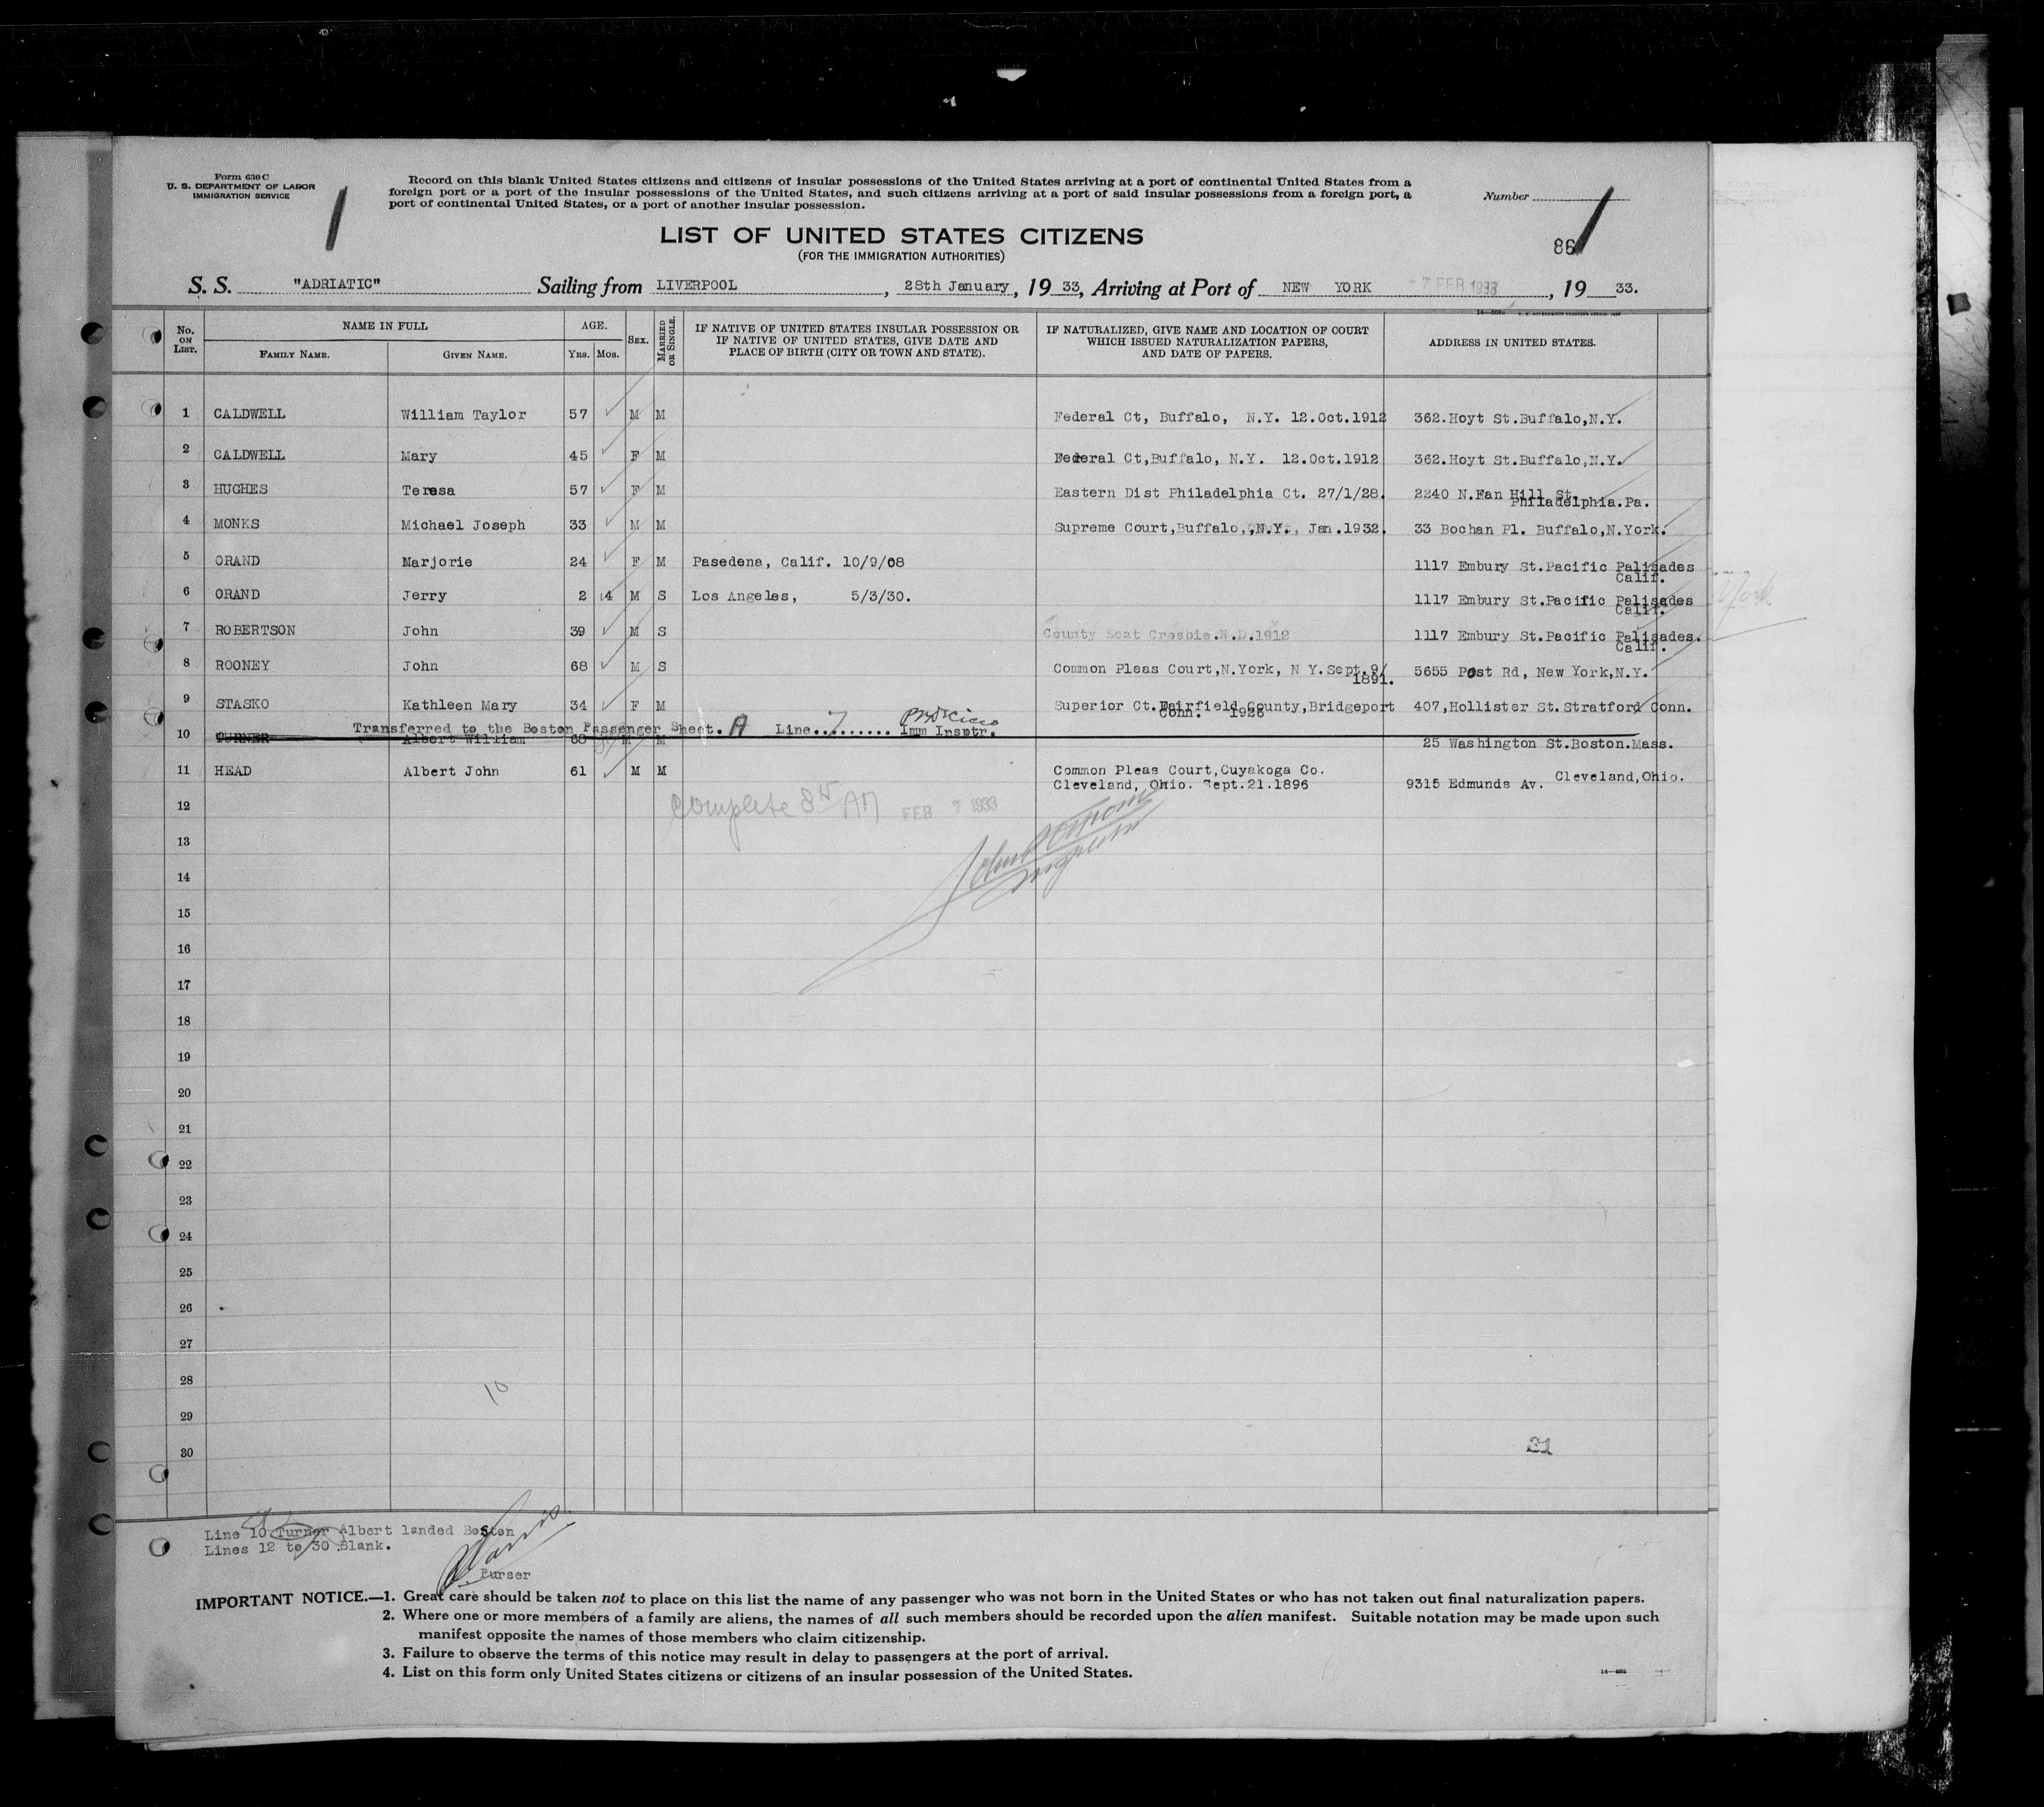 Form 630 C
U. S. DEPARTMENT OF LABOR
IMMIGRATION SERVICE
1
Record on this blank United States citizens and citizens of insular possessions of the United States arriving at a port of continental United States from a
foreign port or a port of the insular possessions of the United States, and such citizens arriving at a port of said insular possessions from a foreign port, a
port of continental United States, or a port of another insular possession.
Number
1
86
LIST OF UNITED STATES CITIZENS
(FOR THE IMMIGRATION AUTHORITIES)
S. S. "ADRIATIC" Sailing from LIVERPOOL, 28th January, 19 33, Arriving at Port of NEW YORK -7 FEB 1933, 19 33.
No. ON LIST. NAME IN FULL FAMILY NAME. GIVEN NAME. AGE. YRS. MOS. SEX. MARRIED OR SINGLE. IF NATIVE OF UNITED STATES INSULAR POSSESSION OR IF NATIVE OF UNITED STATES, GIVE DATE AND PLACE OF BIRTH (CITY OR TOWN AND STATE). IF NATURALIZED, GIVE NAME AND LOCATION OF COURT WHICH ISSUED NATURALIZATION PAPERS, AND DATE OF PAPERS. ADDRESS IN UNITED STATES.
1 CALDWELL William Taylor 57 M M Federal Ct, Buffalo, N.Y. 12.Oct.1912 362.Hoyt St.Buffalo,N.Y.
2 CALDWELL Mary 45 F M Federal Ct,Buffalo, N.Y. 12.Oct.1912 362.Hoyt St.Buffalo,N.Y.
3 HUGHES Teresa 57 F M Eastern Dist Philadelphia Ct. 27/1/28. 2240 N.Fan Hill St.
Philadelphia.Pa.
4 MONKS Michael Joseph 33 M M Supreme Court,Buffalo, N.Y., Jan.1932. 33 Bochan Pl. Buffalo,N.York.
5 ORAND Marjorie 24 F M Pasedena, Calif. 10/9/08 1117 Embury St.Pacific Palisades
Calif.
6 ORAND Jerry 2 4 M S Los Angeles, 5/3/30. 1117 Embury St.Pacific Palisades
Calif.
7 ROBERTSON John 39 M S County Seat Crosbie.N.D.1912 1117 Embury St.Pacific Palisades.
Calif.
8 ROONEY John 68 M S Common Pleas Court,N.York, N Y.Sept.9/
1891. 5655 Post Rd, New York,N.Y.
9 STASKO Kathleen Mary 34 F M Superior Ct.Fairfield County,Bridgeport
Conn. 1926 407,Hollister St.Stratford Conn.
Transferred to the Boston Passenger Sheet. A Line 7 Imm Insptr.
10 TURNER Albert William 68 M M 25 Washington St.Boston.Mass.
11 HEAD Albert John 61 M M Common Pleas Court,Cuyakoga Co.
Cleveland, Ohio. Sept.21.1896 9315 Edmunds Av. Cleveland,Ohio.
Complete 8 AM FEB 7 1933
12
13
14
15
16
17
18
19
20
21
22
23
24
25
26
27
28
10
29
30
21
York
Line 10 Turner Albert landed Boston
Lines 12 to 30 Blank.
Purser
IMPORTANT NOTICE.—1. Great care should be taken not to place on this list the name of any passenger who was not born in the United States or who has not taken out final naturalization papers.
2. Where one or more members of a family are aliens, the names of all such members should be recorded upon the alien manifest. Suitable notation may be made upon such
manifest opposite the names of those members who claim citizenship.
3. Failure to observe the terms of this notice may result in delay to passengers at the port of arrival.
4. List on this form only United States citizens or citizens of an insular possession of the United States.